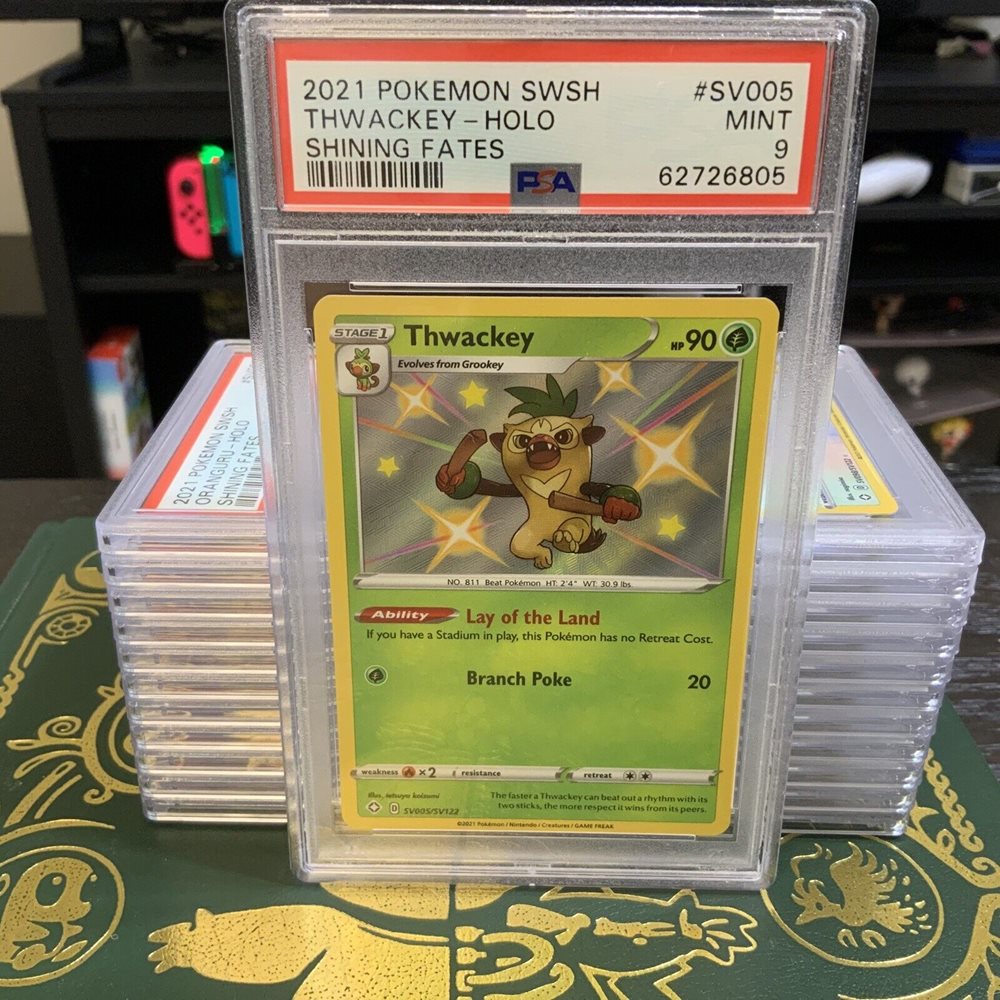 2021 POKEMON SWSH #SV005
THWACKEY - HOLO MINT
SHINING FATES 9
PSA 62726805
STAGE 1 Thwackey HP 90
Evolves from Grookey
NO. 811 Beat Pokémon HT: 2'4" WT: 30.9 lbs.
Ability Lay of the Land
If you have a Stadium in play, this Pokémon has no Retreat Cost.
Branch Poke 20
weakness ×2 resistance retreat
Illus. tetsuya koizumi
The faster a Thwackey can beat out a rhythm with its
two sticks, the more respect it wins from its peers.
D SV005/SV122
©2021 Pokémon / Nintendo / Creatures / GAME FREAK
2021 POKEMON SWSH
ORANGURU - HOLO
SHINING FATES